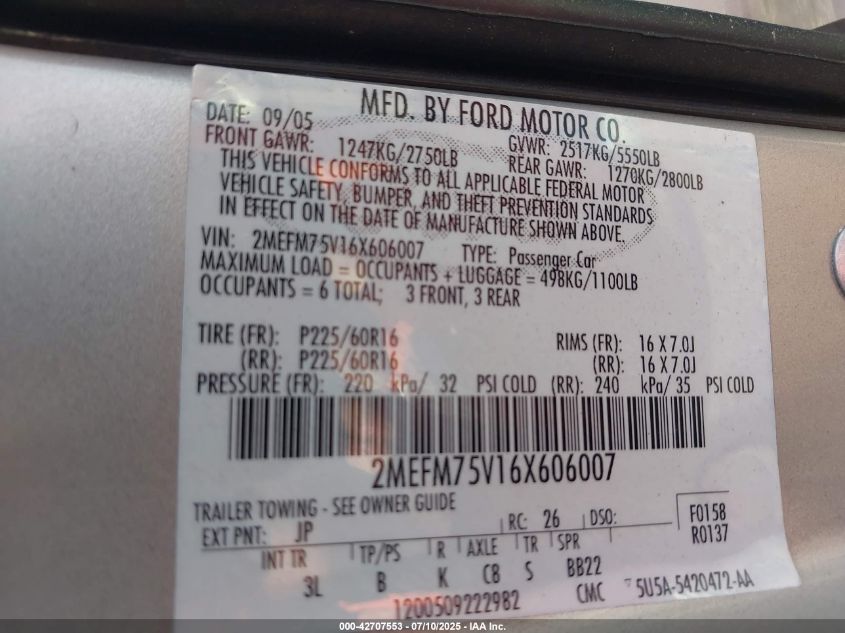 MFD. BY FORD MOTOR CO.
DATE: 09/05 GVWR: 2517KG/5550LB
FRONT GAWR: 1247KG/2750LB REAR GAWR: 1270KG/2800LB
THIS VEHICLE CONFORMS TO ALL APPLICABLE FEDERAL MOTOR
VEHICLE SAFETY, BUMPER, AND THEFT PREVENTION STANDARDS
IN EFFECT ON THE DATE OF MANUFACTURE SHOWN ABOVE.
VIN: 2MEFM75V16X606007 TYPE: Passenger Car
MAXIMUM LOAD = OCCUPANTS + LUGGAGE = 498KG/1100LB
OCCUPANTS = 6 TOTAL; 3 FRONT, 3 REAR
TIRE (FR): P225/60R16 RIMS (FR): 16 X 7.0J
(RR): P225/60R16 (RR): 16 X 7.0J
PRESSURE (FR): 220 kPa/ 32 PSI COLD (RR): 240 kPa/ 35 PSI COLD
2MEFM75V16X606007
TRAILER TOWING - SEE OWNER GUIDE
EXT PNT: JP RC: 26 DSO: F0158
R0137
INT TR TP/PS R AXLE TR SPR
3L B K C8 S BB22
1200509222982 CMC 5U5A-5420472-AA
000-42707553 - 07/10/2025 - IAA Inc.